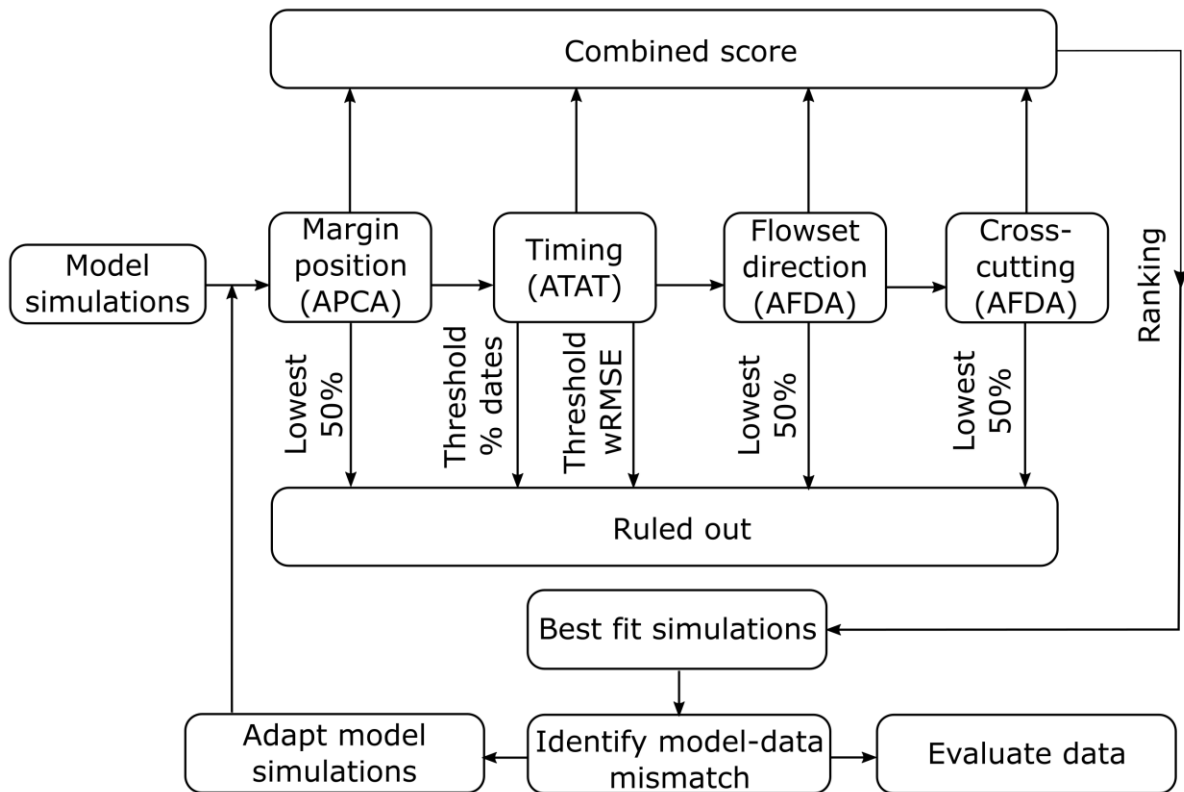 Combined score
Model
simulations
Margin
position
(APCA)
Timing
(ATAT)
Flowset
direction
(AFDA)
Cross-
cutting
(AFDA)
Ranking
Lowest
50%
Threshold
% dates
Threshold
wRMSE
Lowest
50%
Lowest
50%
Ruled out
Best fit simulations
Adapt model
simulations
Identify model-data
mismatch
Evaluate data